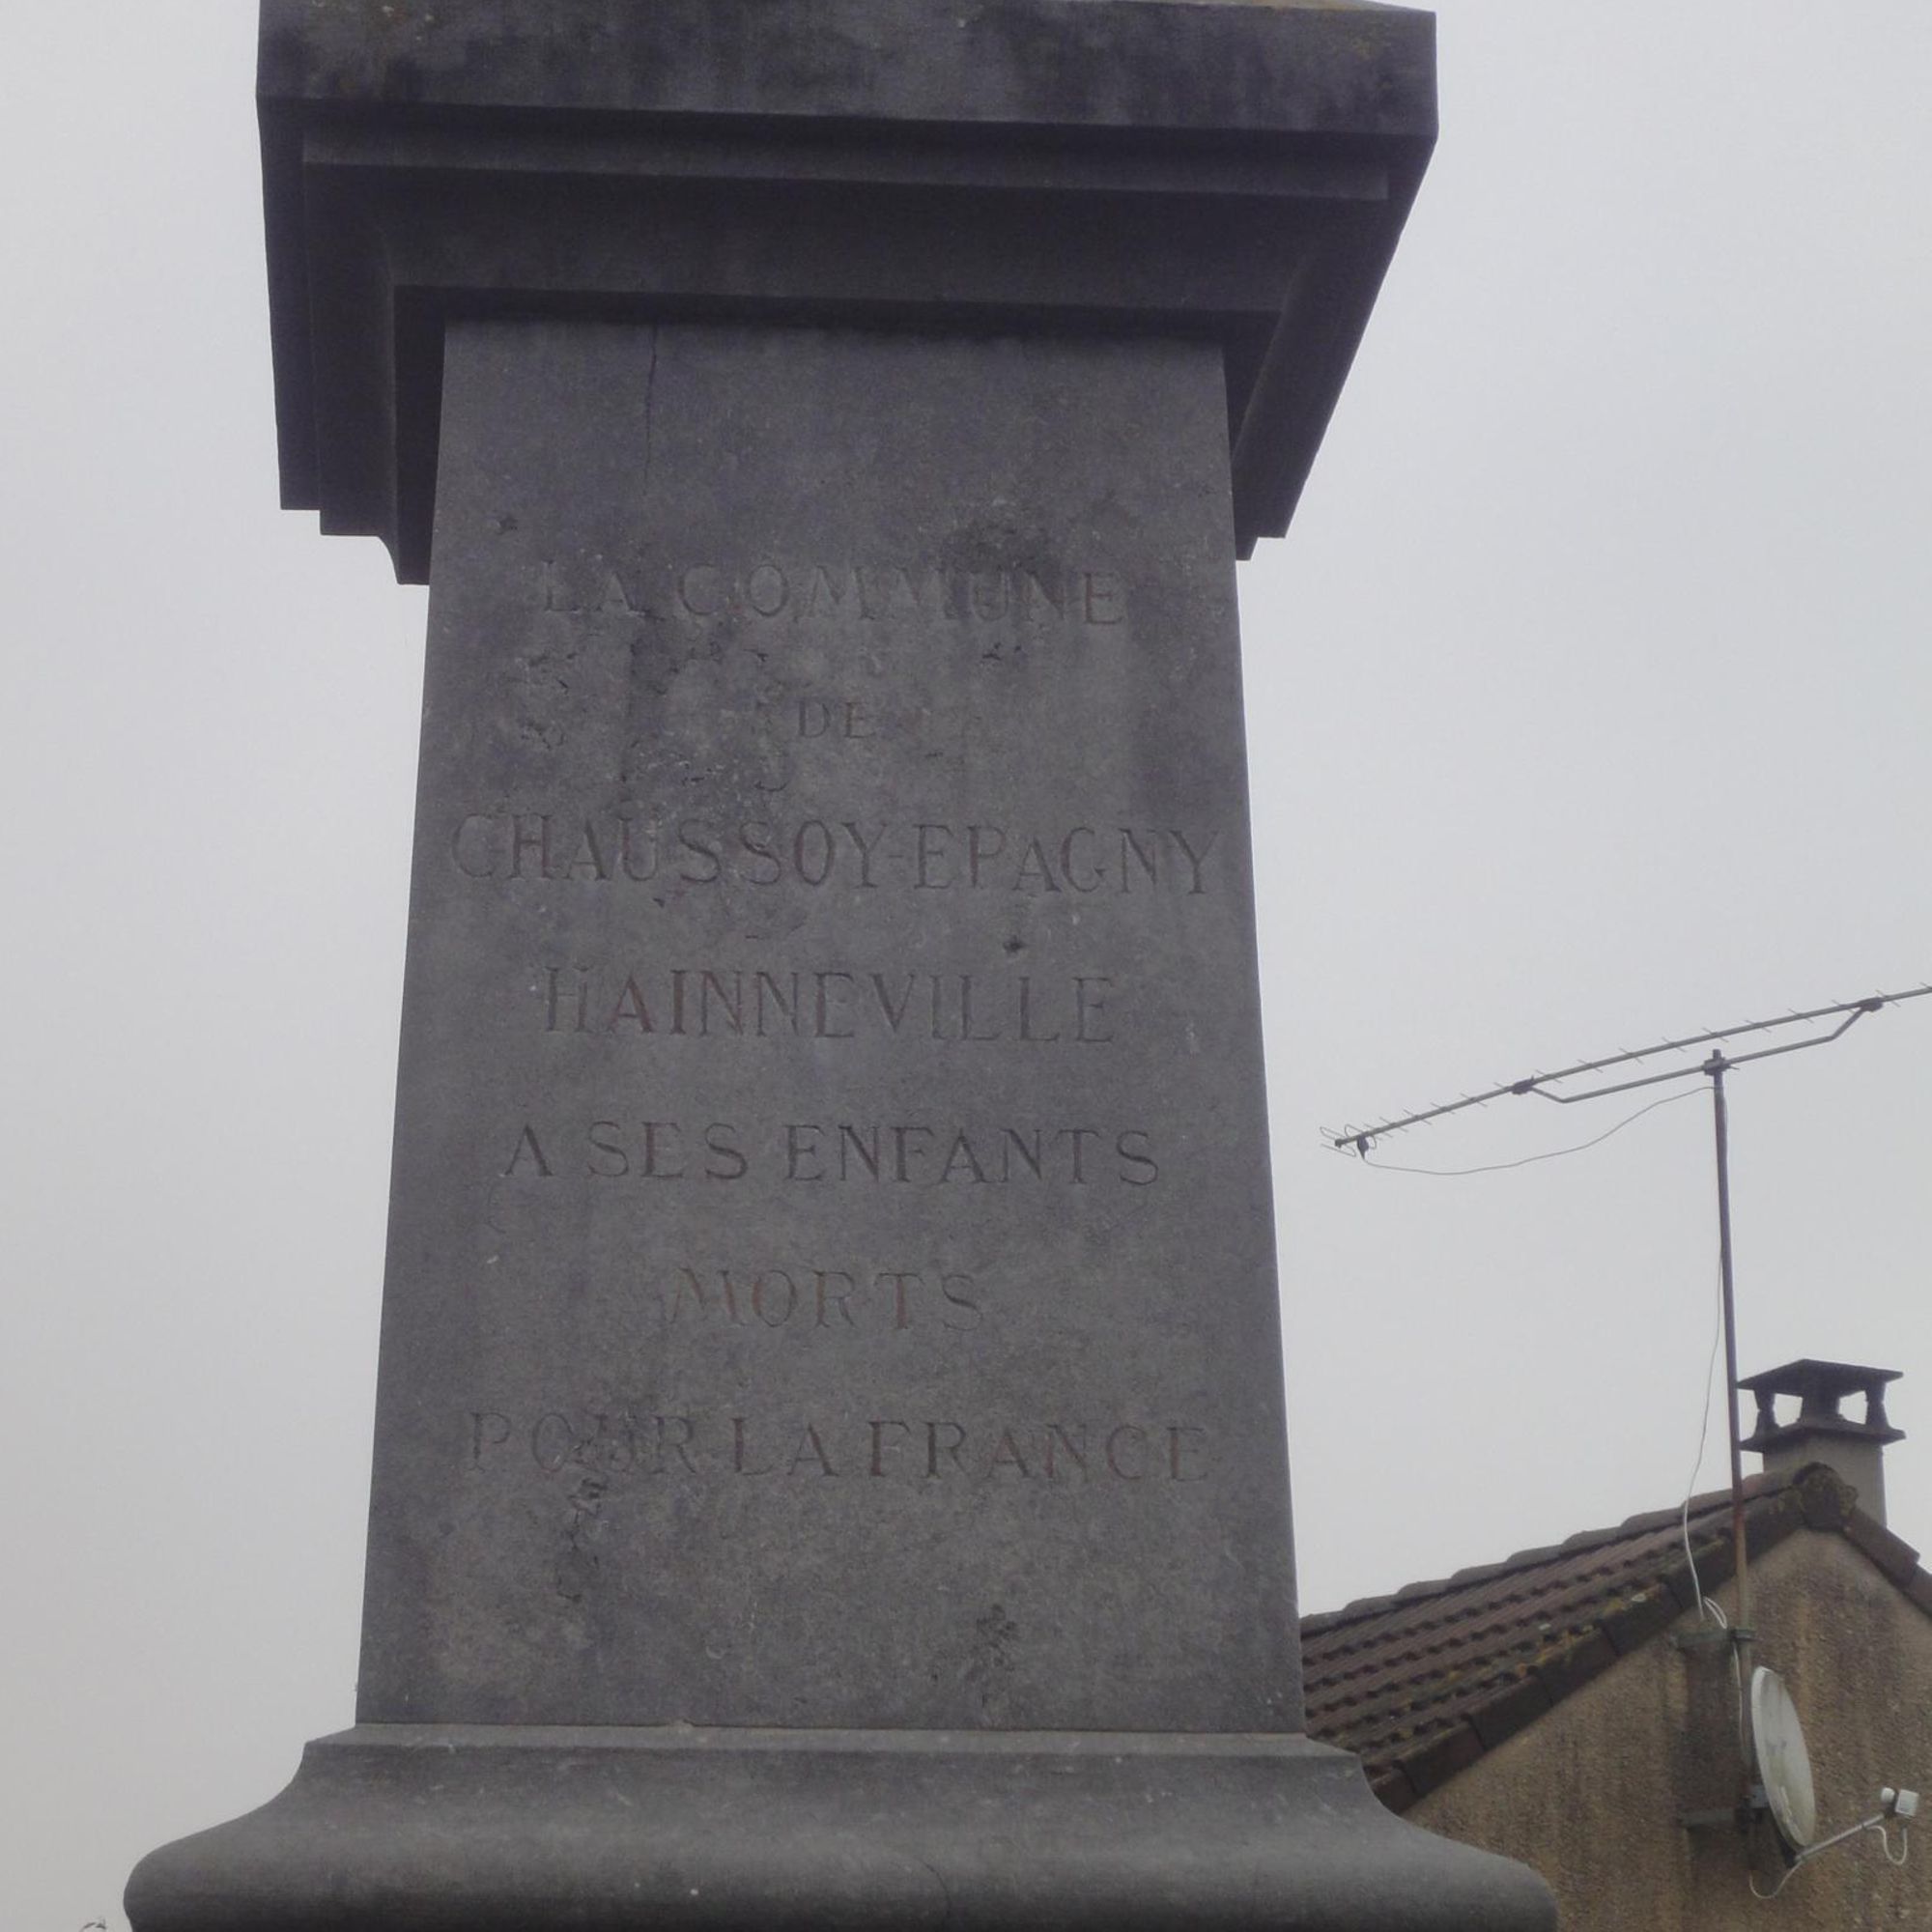 LA COMMUNE
DE
CHAUSSOY-EPAGNY
HAINNEVILLE
A SES ENFANTS
MORTS
POUR LA FRANCE